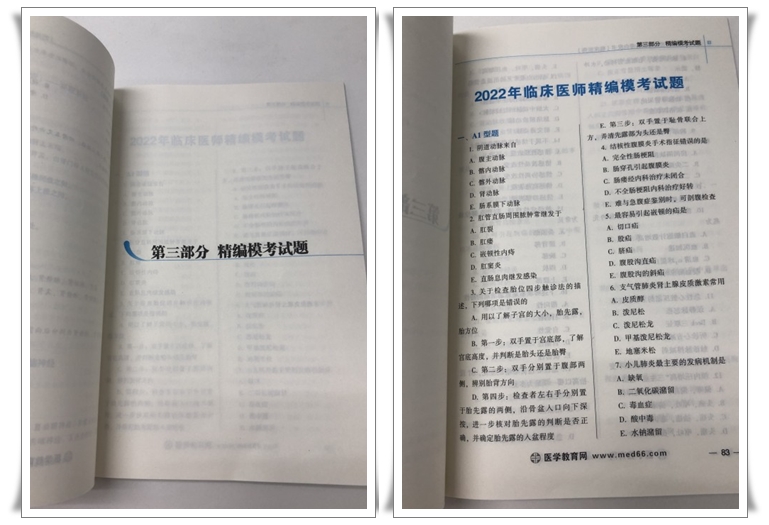 第三部分 精编模考试题
第三部分 精编模考试题
2022年临床医师精编模考试题
一、A1 型题
1. 阴道动脉来自
A. 腹主动脉
B. 髂内动脉
C. 髂外动脉
D. 肾动脉
E. 肠系膜下动脉
2. 肛管直肠周围脓肿常继发于
A. 肛裂
B. 肛瘘
C. 嵌顿性内痔
D. 肛窦炎
E. 直肠息肉继发感染
3. 关于检查胎位四步触诊法的描
述，下列哪项是错误的
A. 用以了解子宫的大小，胎先露，
胎方位
B. 第一步：双手置于宫底部，了解
宫底高度，并判断是胎头还是胎臀
C. 第二步：双手分别置于腹部两
侧，辨别胎背方向
D. 第四步：检查者左右手分别置
于胎先露的两侧，沿骨盆入口向下深
按，进一步核对胎先露的判断是否正
确，并确定胎先露的入盆程度
E. 第三步：双手置于耻骨联合上
方，弄清先露部为头还是臀
4. 结核性腹膜炎手术指征错误的是
A. 完全性肠梗阻
B. 肠穿孔引起腹膜炎
C. 肠瘘经内科治疗未闭合
D. 不全肠梗阻内科治疗好转
E. 难与急腹症鉴别时，可剖腹检查
5. 最容易引起嵌顿的疝是
A. 切口疝
B. 股疝
C. 脐疝
D. 腹股沟直疝
E. 腹股沟的斜疝
6. 支气管肺炎肾上腺皮质激素常用
A. 皮质醇
B. 泼尼松
C. 泼尼松龙
D. 甲基泼尼松龙
E. 地塞米松
7. 小儿肺炎最主要的发病机制是
A. 缺氧
B. 二氧化碳潴留
C. 毒血症
D. 酸中毒
E. 水钠潴留
医学教育网 www.med66.com
— 83 —